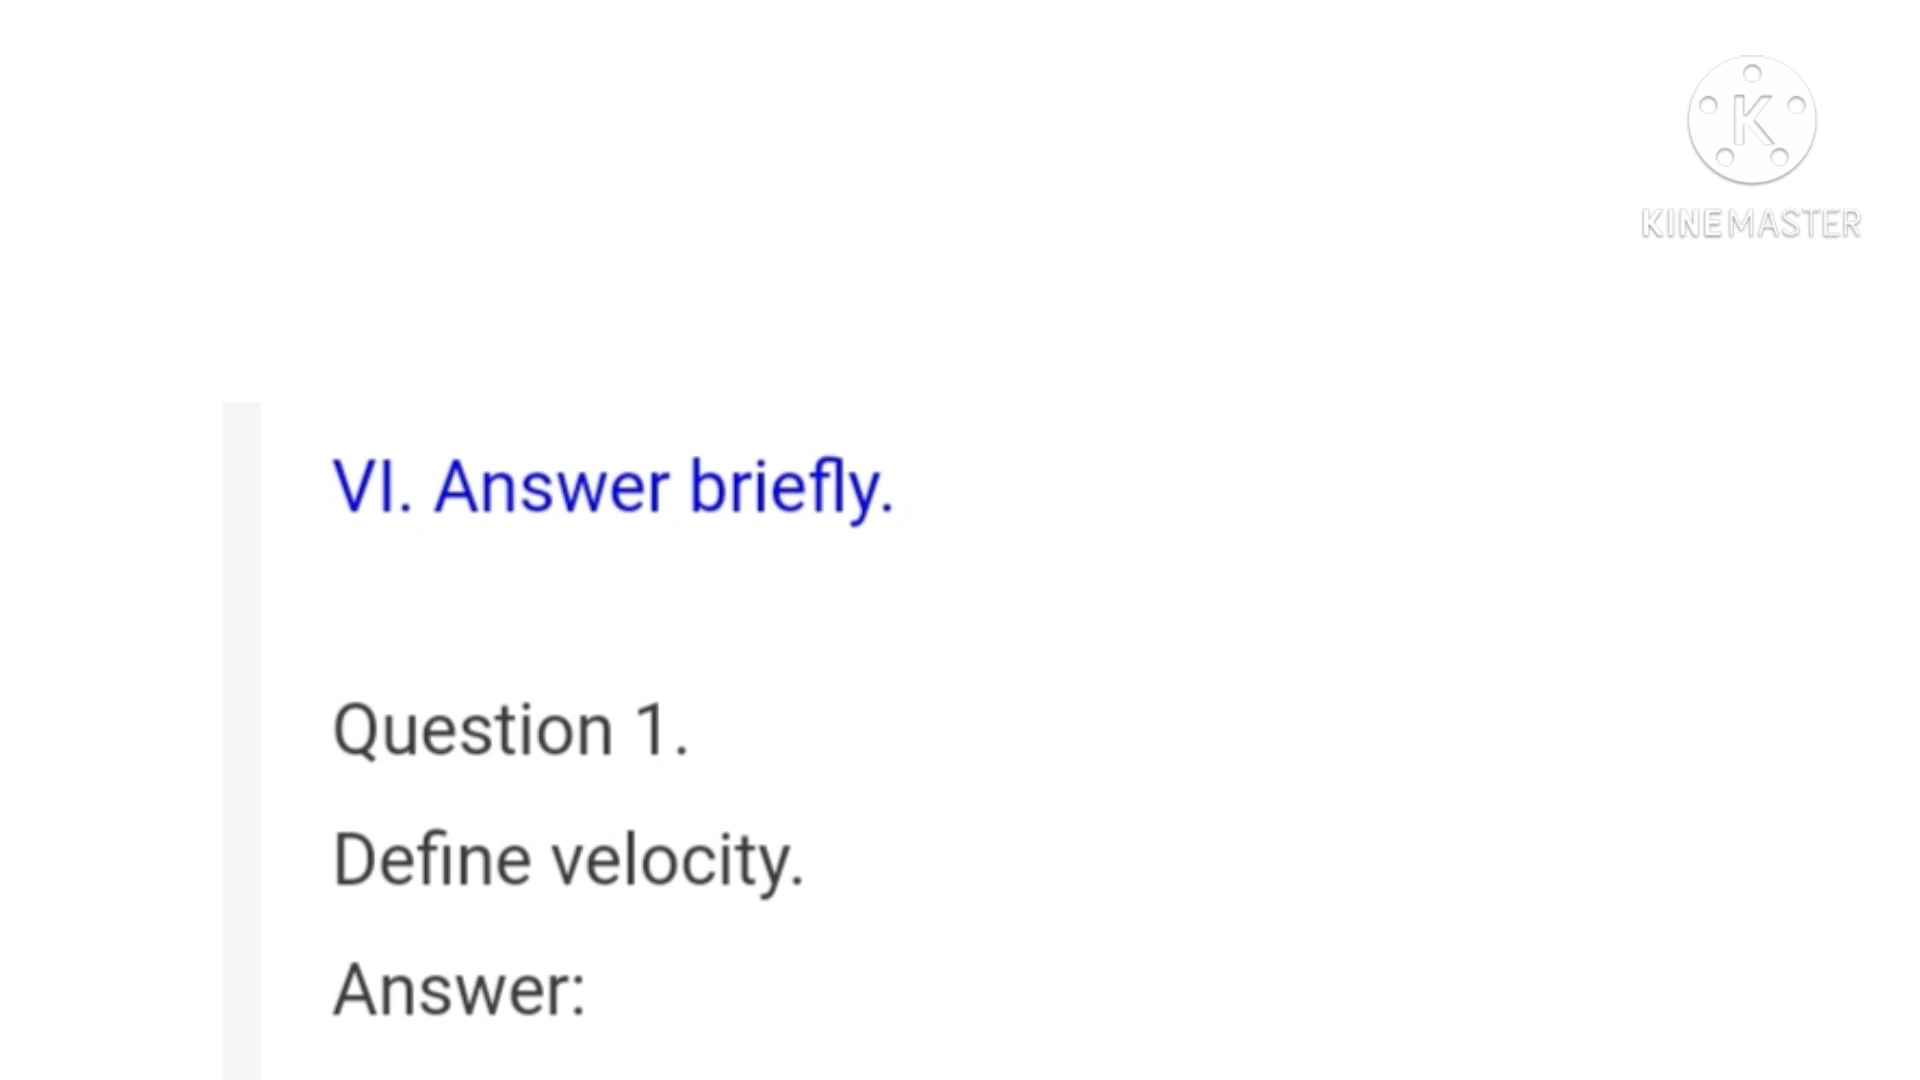 K
KINEMASTER
VI. Answer briefly.
Question 1.
Define velocity.
Answer: